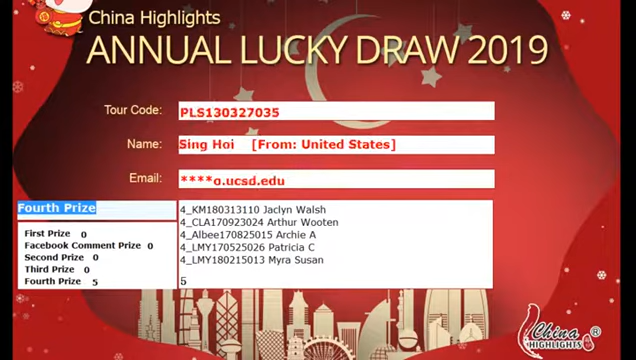 China Highlights
ANNUAL LUCKY DRAW 2019
Tour Code: PLS130327035
Name: Sing Hoi [From: United States]
Email: ****o.ucsd.edu
Fourth Prize
First Prize 0
Facebook Comment Prize 0
Second Prize 0
Third Prize 0
Fourth Prize 5
4_KM180313110 Jaclyn Walsh
4_CLA170923024 Arthur Wooten
4_Albee170825015 Archie A
4_LMY170525026 Patricia C
4_LMY180215013 Myra Susan
5
China
HIGHLIGHTS®